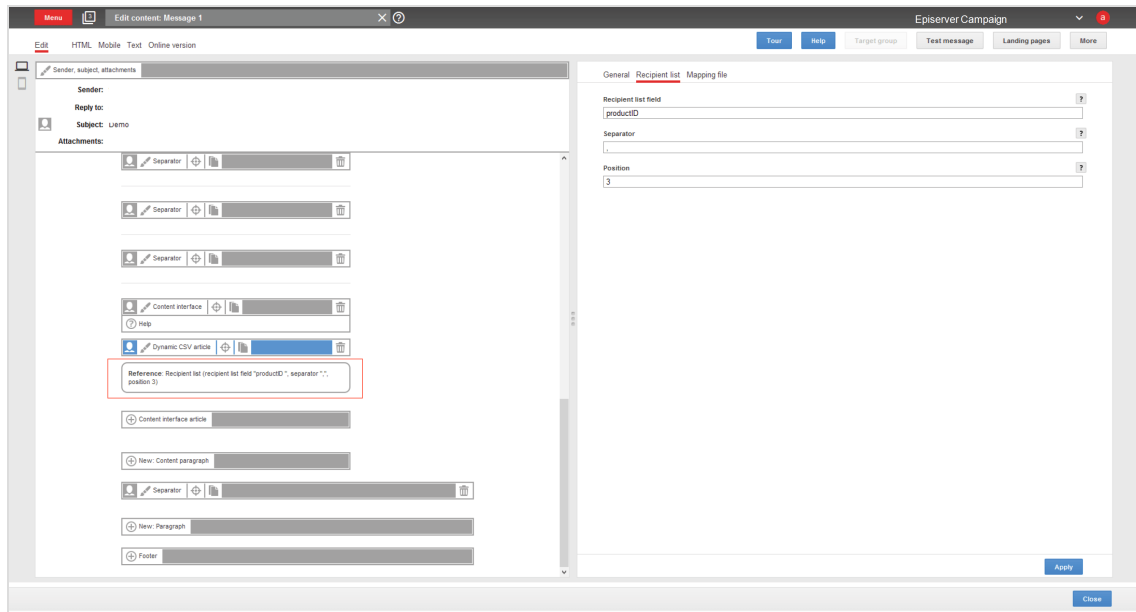 Menu 3 Edit content: Message 1 Episerver Campaign a
Edit HTML Mobile Text Online version Tour Help Target group Test message Landing pages More
Sender, subject, attachments
Sender:
Reply to:
Subject: Demo
Attachments:
Separator
Separator
Separator
Content interface
? Help
Dynamic CSV article
Reference: Recipient list (recipient list field "productID ", separator ",",
position 3)
Content interface article
New: Content paragraph
Separator
New: Paragraph
Footer
General Recipient list Mapping file
Recipient list field ?
productID
Separator ?
,
Position ?
3
Apply
Close